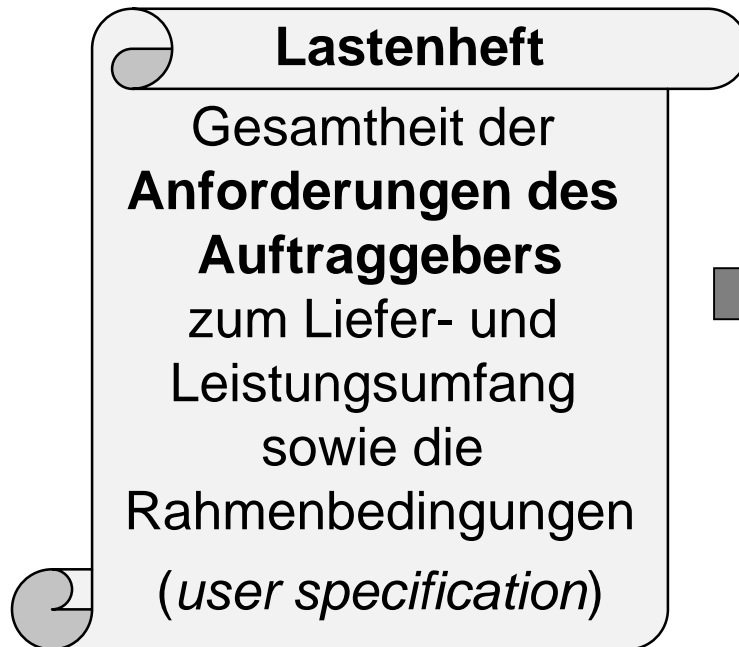 Lastenheft
Gesamtheit der
Anforderungen des
Auftraggebers
zum Liefer- und
Leistungsumfang
sowie die
Rahmenbedingungen
(user specification)